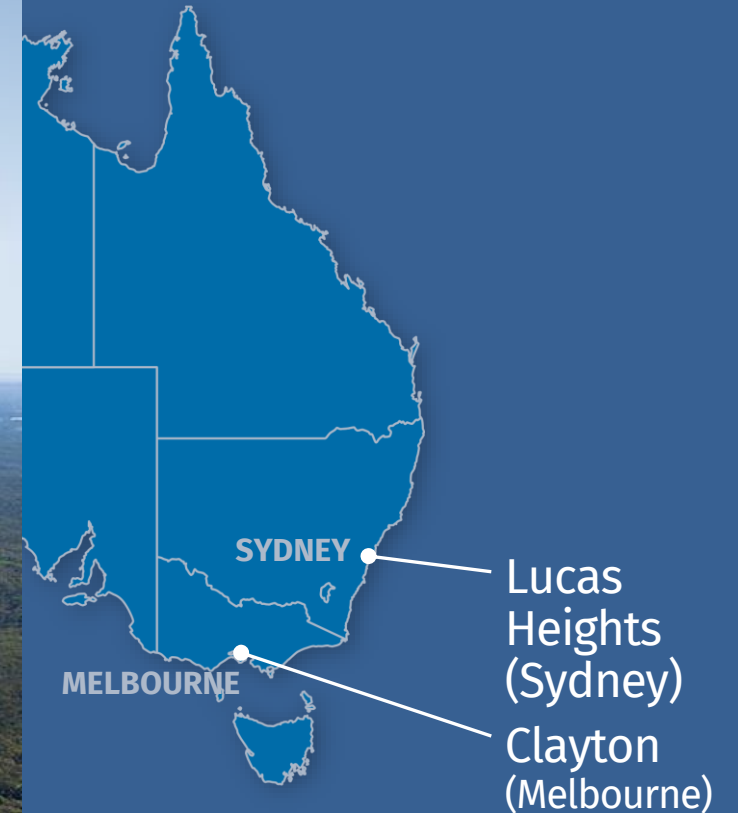 SYDNEY
Lucas
Heights
(Sydney)
MELBOURNE
Clayton
(Melbourne)